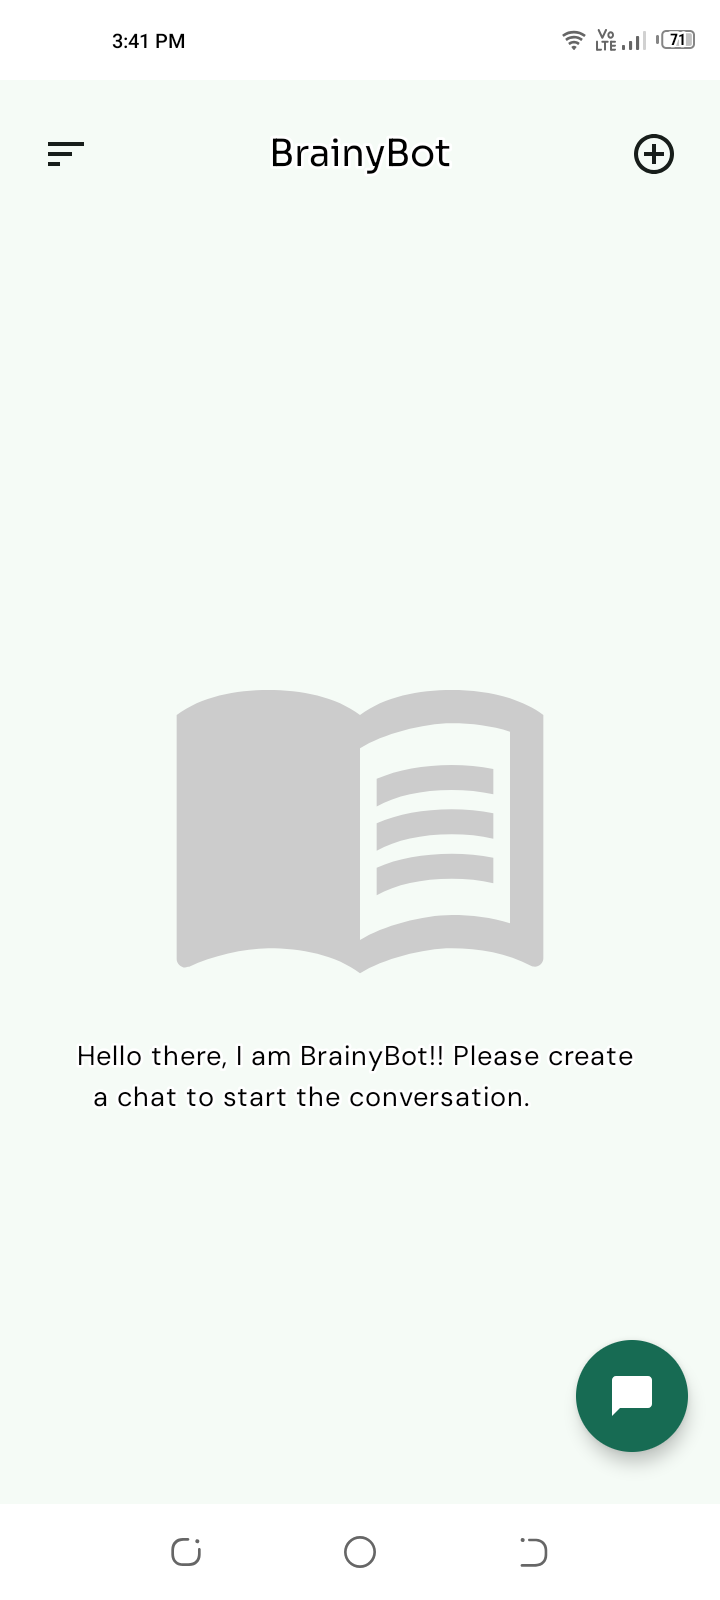 3:41 PM
Vo
LTE
71
BrainyBot
Hello there, I am BrainyBot!! Please create
a chat to start the conversation.